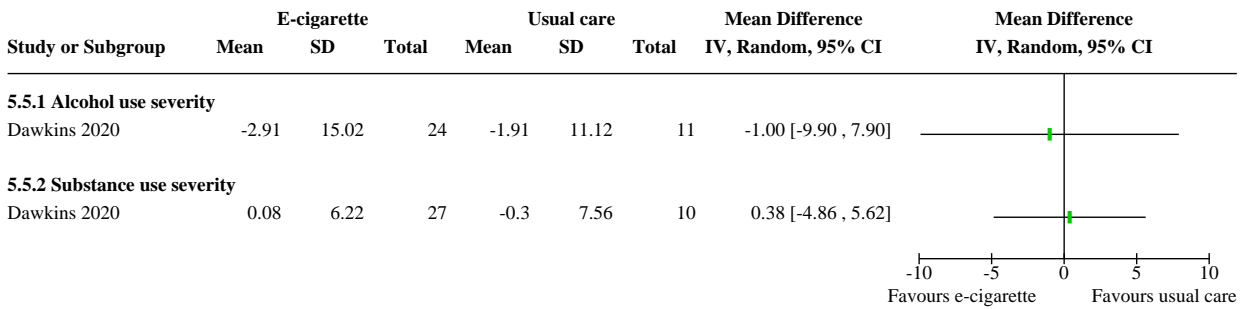 E-cigarette Usual care Mean Difference Mean Difference
Study or Subgroup Mean SD Total Mean SD Total IV, Random, 95% CI IV, Random, 95% CI
5.5.1 Alcohol use severity
Dawkins 2020 -2.91 15.02 24 -1.91 11.12 11 -1.00 [-9.90 , 7.90]
5.5.2 Substance use severity
Dawkins 2020 0.08 6.22 27 -0.3 7.56 10 0.38 [-4.86 , 5.62]
-10 -5 0 5 10
Favours e-cigarette Favours usual care